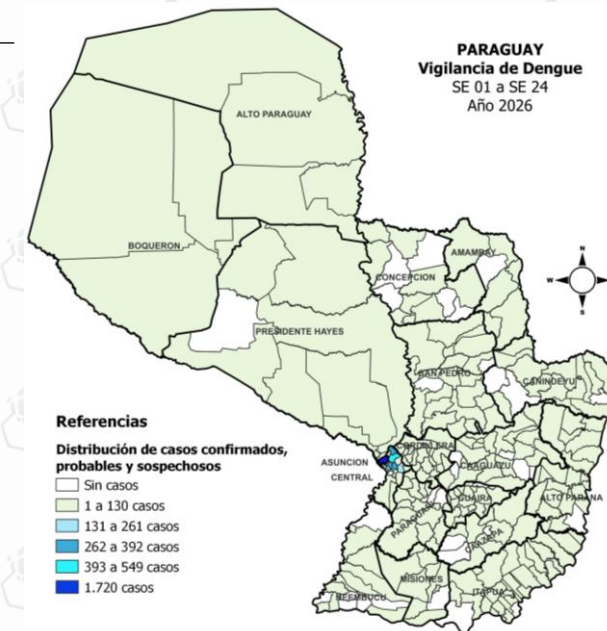 PARAGUAY
Vigilancia de Dengue
SE 01 a SE 24
Año 2026
ALTO PARAGUAY
BOQUERON
PRESIDENTE HAYES
CONCEPCION
AMAMBAY
N
W
E
S
SAN PEDRO
CANINDEYU
CORDILLERA
ASUNCION
CENTRAL
CAAGUAZU
ALTO PARANA
GUAIRA
PARAGUARI
CAAZAPA
MISIONES
ITAPUA
ÑEEMBUCU
Referencias
Distribución de casos confirmados,
probables y sospechosos
Sin casos
1 a 130 casos
131 a 261 casos
262 a 392 casos
393 a 549 casos
1.720 casos